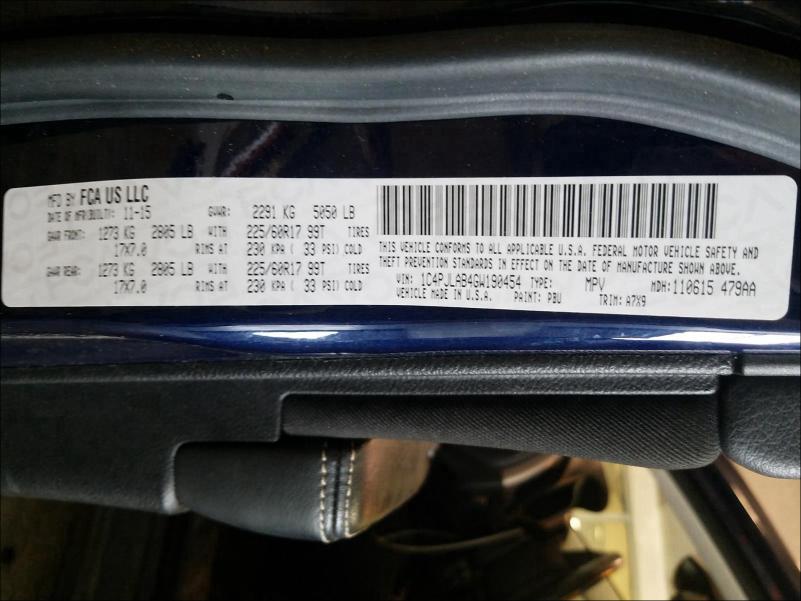 MFD BY FCA US LLC
DATE OF MFR(BUILT): 11-15 GVWR: 2291 KG 5050 LB
GAWR FRONT: 1273 KG 2805 LB WITH 225/60R17 99T TIRES
17X7.0 RIMS AT 230 KPA ( 33 PSI) COLD
GAWR REAR: 1273 KG 2805 LB WITH 225/60R17 99T TIRES
17X7.0 RIMS AT 230 KPA ( 33 PSI) COLD
THIS VEHICLE CONFORMS TO ALL APPLICABLE U.S.A. FEDERAL MOTOR VEHICLE SAFETY AND
THEFT PREVENTION STANDARDS IN EFFECT ON THE DATE OF MANUFACTURE SHOWN ABOVE.
VIN: 1C4PJLAB4GW190454 TYPE: MPV MDH: 110615 479AA
VEHICLE MADE IN U.S.A. PAINT: PBU TRIM: A7X9